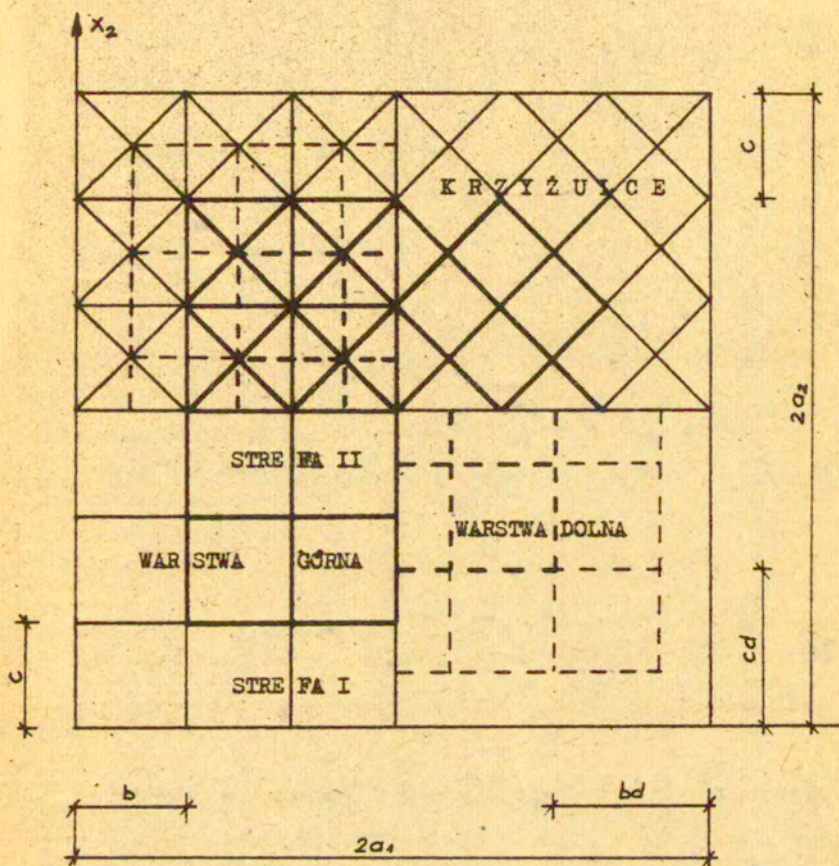 x₂
c
KRZYŻULCE
2a₂
STREFA II
WARSTWA GÓRNA
WARSTWA DOLNA
c
cd
STREFA I
b
bd
2a₁